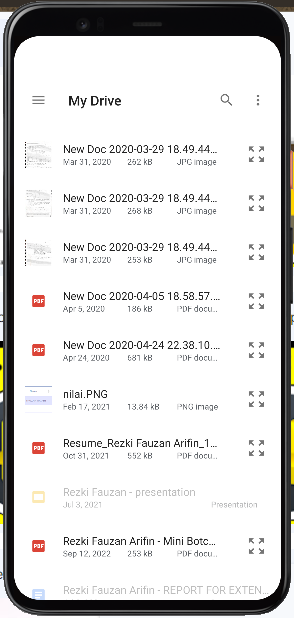 My Drive
New Doc 2020-03-29 18.49.44...
Mar 31, 2020 262 kB JPG image
New Doc 2020-03-29 18.49.44...
Mar 31, 2020 268 kB JPG image
New Doc 2020-03-29 18.49.44...
Mar 31, 2020 253 kB JPG image
PDF
New Doc 2020-04-05 18.58.57...
Apr 5, 2020 186 kB PDF docu...
PDF
New Doc 2020-04-24 22.38.10...
Apr 24, 2020 681 kB PDF docu...
nilai.PNG
Feb 17, 2021 13.84 kB PNG image
PDF
Resume_Rezki Fauzan Arifin_1...
Oct 31, 2021 552 kB PDF docu...
Rezki Fauzan - presentation
Jul 3, 2021 Presentation
PDF
Rezki Fauzan Arifin - Mini Botc...
Sep 12, 2022 253 kB PDF docu...
Rezki Fauzan Arifin - REPORT FOR EXTEN...